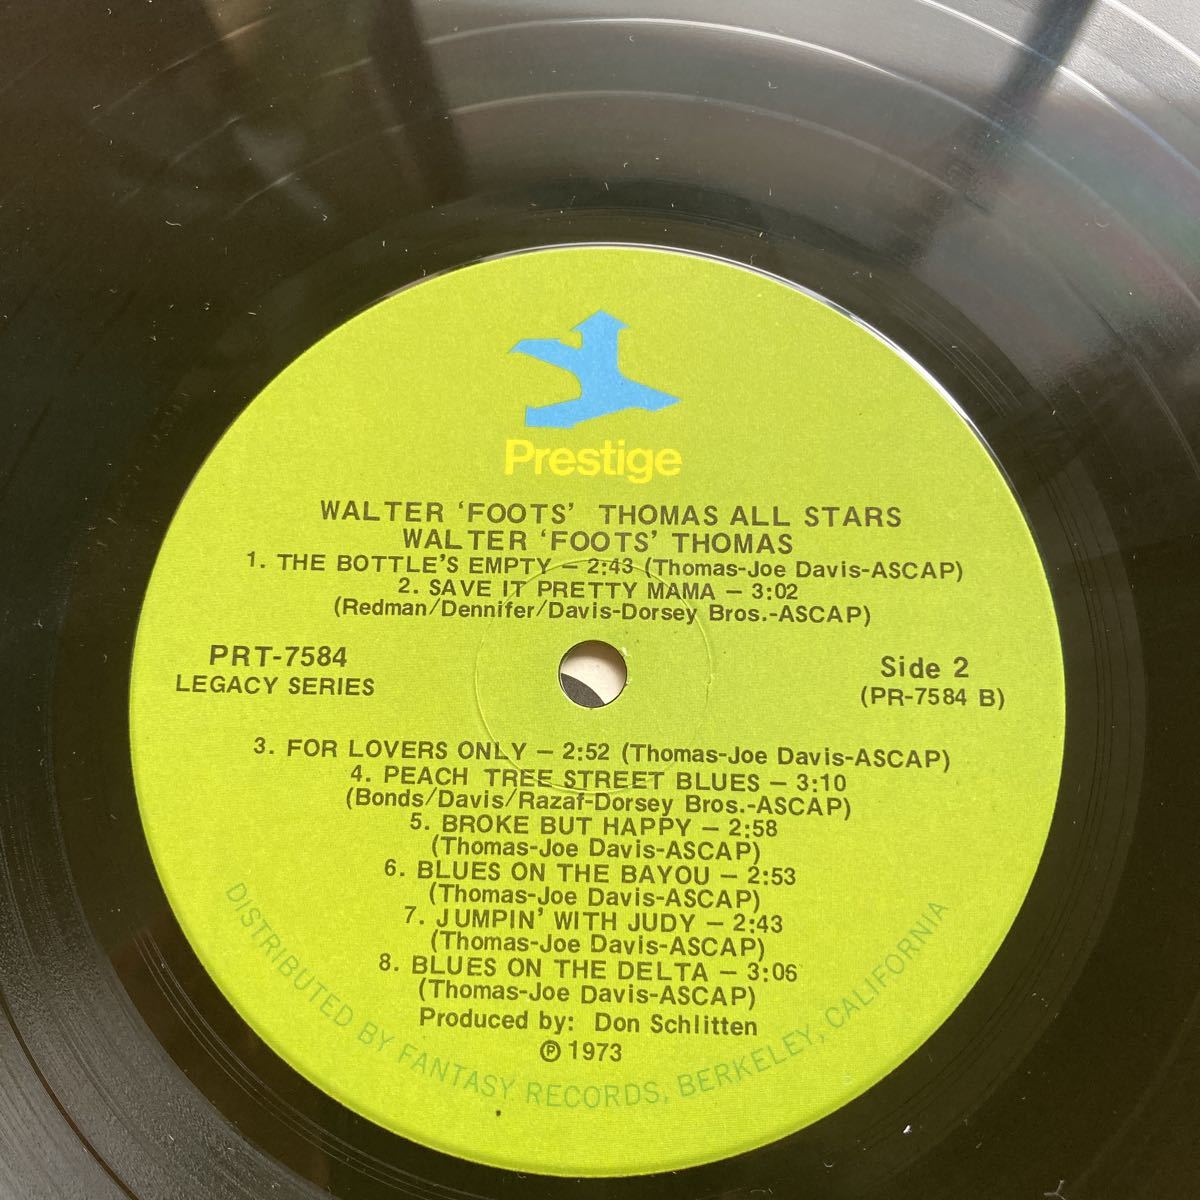 Prestige
WALTER ‘FOOTS’ THOMAS ALL STARS
WALTER ‘FOOTS’ THOMAS
1. THE BOTTLE'S EMPTY – 2:43 (Thomas-Joe Davis-ASCAP)
2. SAVE IT PRETTY MAMA – 3:02
(Redman/Dennifer/Davis-Dorsey Bros.-ASCAP)
PRT-7584
LEGACY SERIES
Side 2
(PR-7584 B)
3. FOR LOVERS ONLY – 2:52 (Thomas-Joe Davis-ASCAP)
4. PEACH TREE STREET BLUES – 3:10
(Bonds/Davis/Razaf-Dorsey Bros.-ASCAP)
5. BROKE BUT HAPPY – 2:58
(Thomas-Joe Davis-ASCAP)
6. BLUES ON THE BAYOU – 2:53
(Thomas-Joe Davis-ASCAP)
7. JUMPIN' WITH JUDY – 2:43
(Thomas-Joe Davis-ASCAP)
8. BLUES ON THE DELTA – 3:06
(Thomas-Joe Davis-ASCAP)
Produced by: Don Schlitten
℗ 1973
DISTRIBUTED BY FANTASY RECORDS, BERKELEY, CALIFORNIA